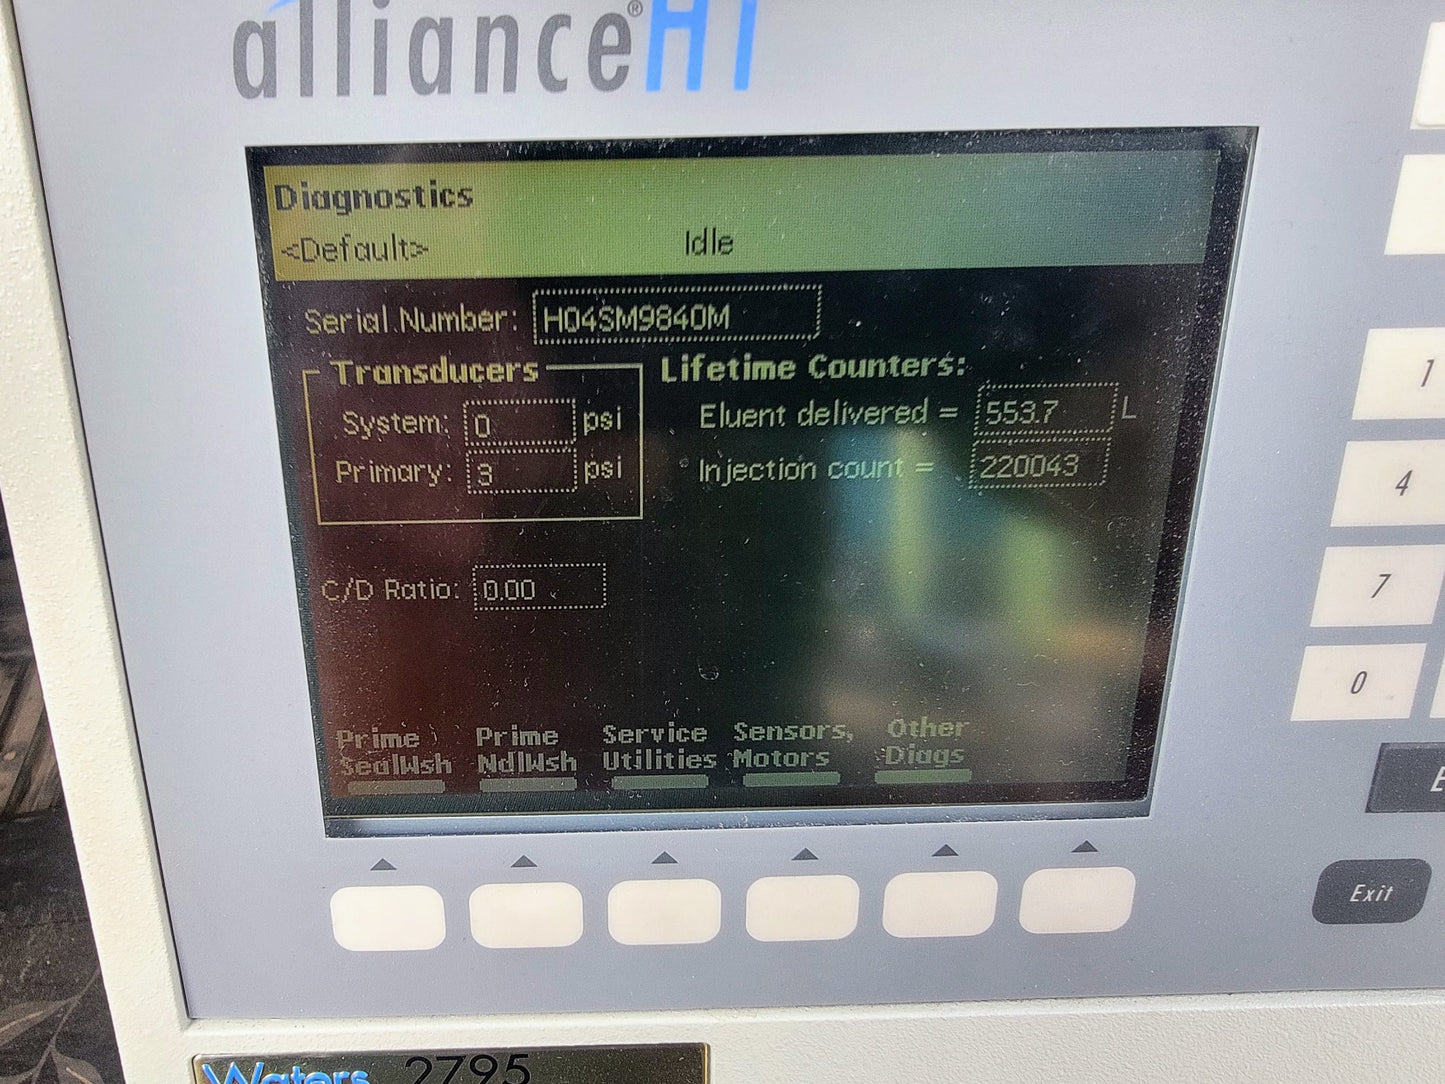 alliance® HT
Diagnostics
<Default> Idle
Serial Number: H04SM9840M
Transducers
System: 0 psi
Primary: 3 psi
Lifetime Counters:
Eluent delivered = 553.7 L
Injection count = 220043
C/D Ratio: 0.00
Prime SealWsh
Prime NdlWsh
Service Utilities
Sensors, Motors
Other Diags
1
4
7
0
Exit
Waters 2795